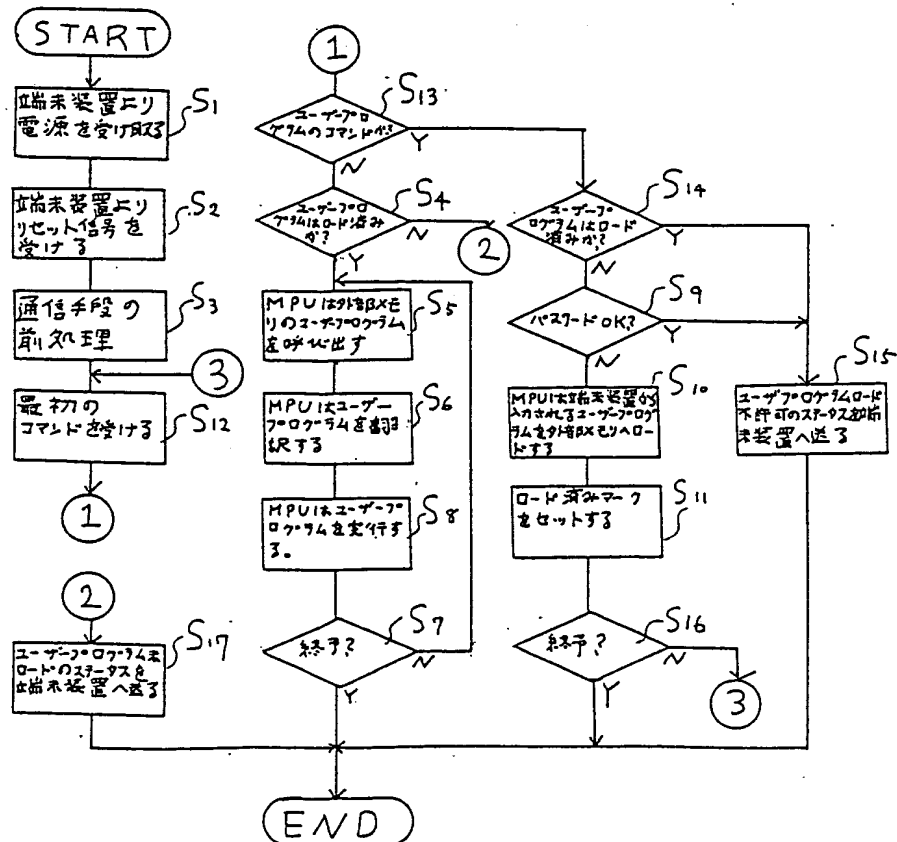 START
端末装置より
電源を受け取る
S1
端末装置より
リセット信号を
受ける
S2
通信手段の
前処理
S3
3
最初の
コマンドを受ける
S12
1
2
ユーザープログラム未
ロードのステータスを
端末装置へ送る
S17
1
ユーザープロ
グラムのコマンドか?
S13
Y
N
ユーザープロ
グラムはロード済み
か?
S4
N
2
Y
MPUは外部メモ
リのユーザープログラム
を呼び出す
S5
MPUはユーザー
プログラムを翻
訳する
S6
MPUはユーザープ
ログラムを実行す
る。
S8
終了?
S7
N
Y
END
ユーザープ
ログラムはロード
済みか?
S14
Y
N
パスワードOK?
S9
Y
N
MPUは端末装置から
入力されるユーザープログ
ラムを外部メモリへロー
ドする
S10
ロード済みマーク
をセットする
S11
終了?
S16
N
Y
3
ユーザプログラムロード
不許可のステータスを端
末装置へ送る
S15